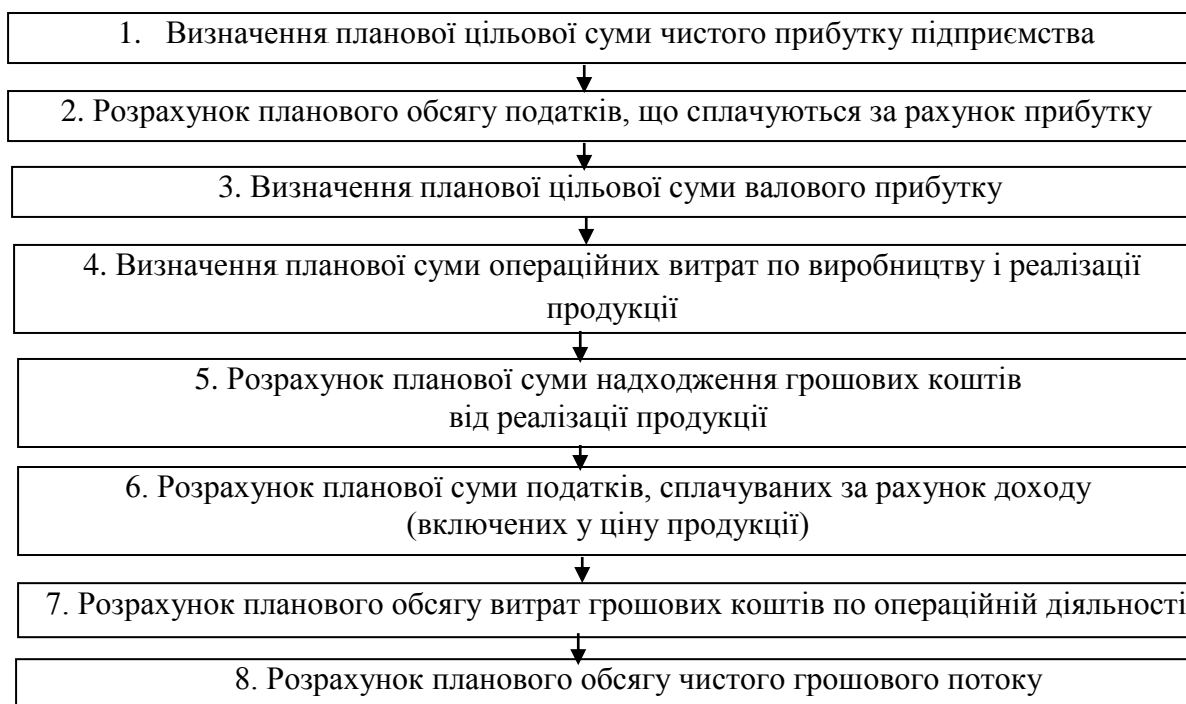 1. Визначення планової цільової суми чистого прибутку підприємства
2. Розрахунок планового обсягу податків, що сплачуються за рахунок прибутку
3. Визначення планової цільової суми валового прибутку
4. Визначення планової суми операційних витрат по виробництву і реалізації
продукції
5. Розрахунок планової суми надходження грошових коштів
від реалізації продукції
6. Розрахунок планової суми податків, сплачуваних за рахунок доходу
(включених у ціну продукції)
7. Розрахунок планового обсягу витрат грошових коштів по операційній діяльності
8. Розрахунок планового обсягу чистого грошового потоку